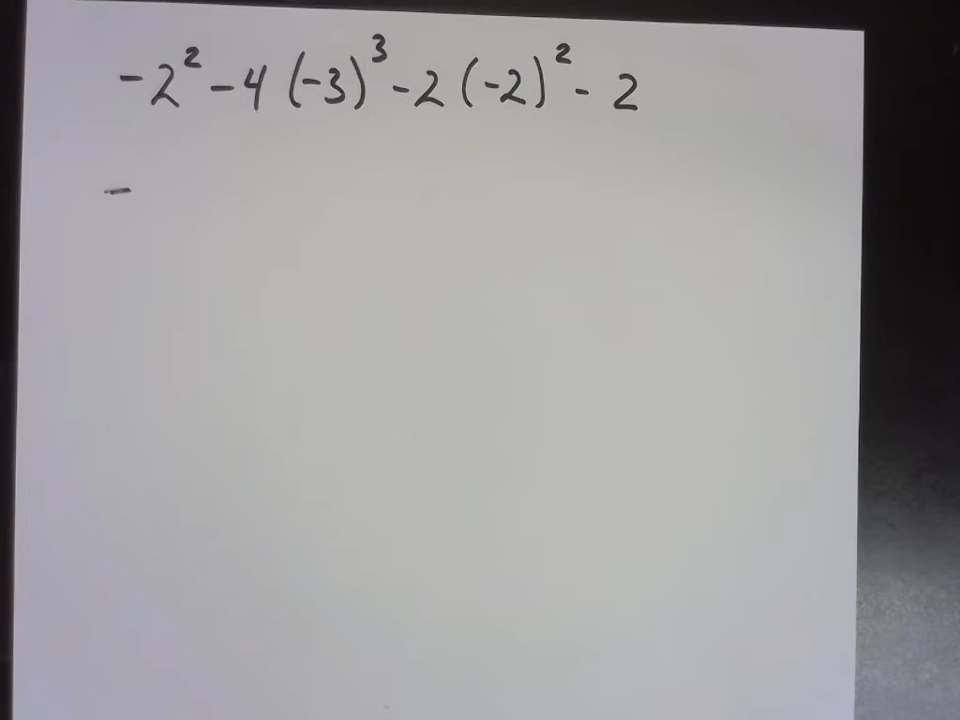 -2² - 4 (-3)³ - 2 (-2)² - 2
-